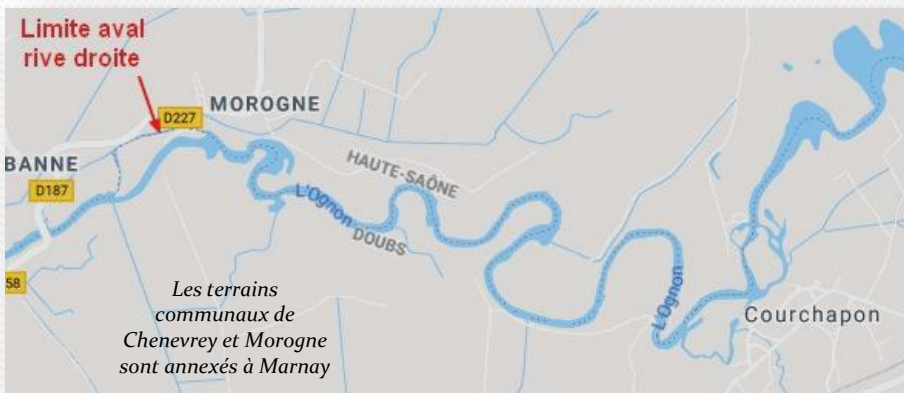 Limite aval
rive droite
MOROGNE
D227
BANNE
D187
HAUTE-SAÔNE
L'Ognon
DOUBS
58
L'Ognon
Courchapon
Les terrains
communaux de
Chenevrey et Morogne
sont annexés à Marnay